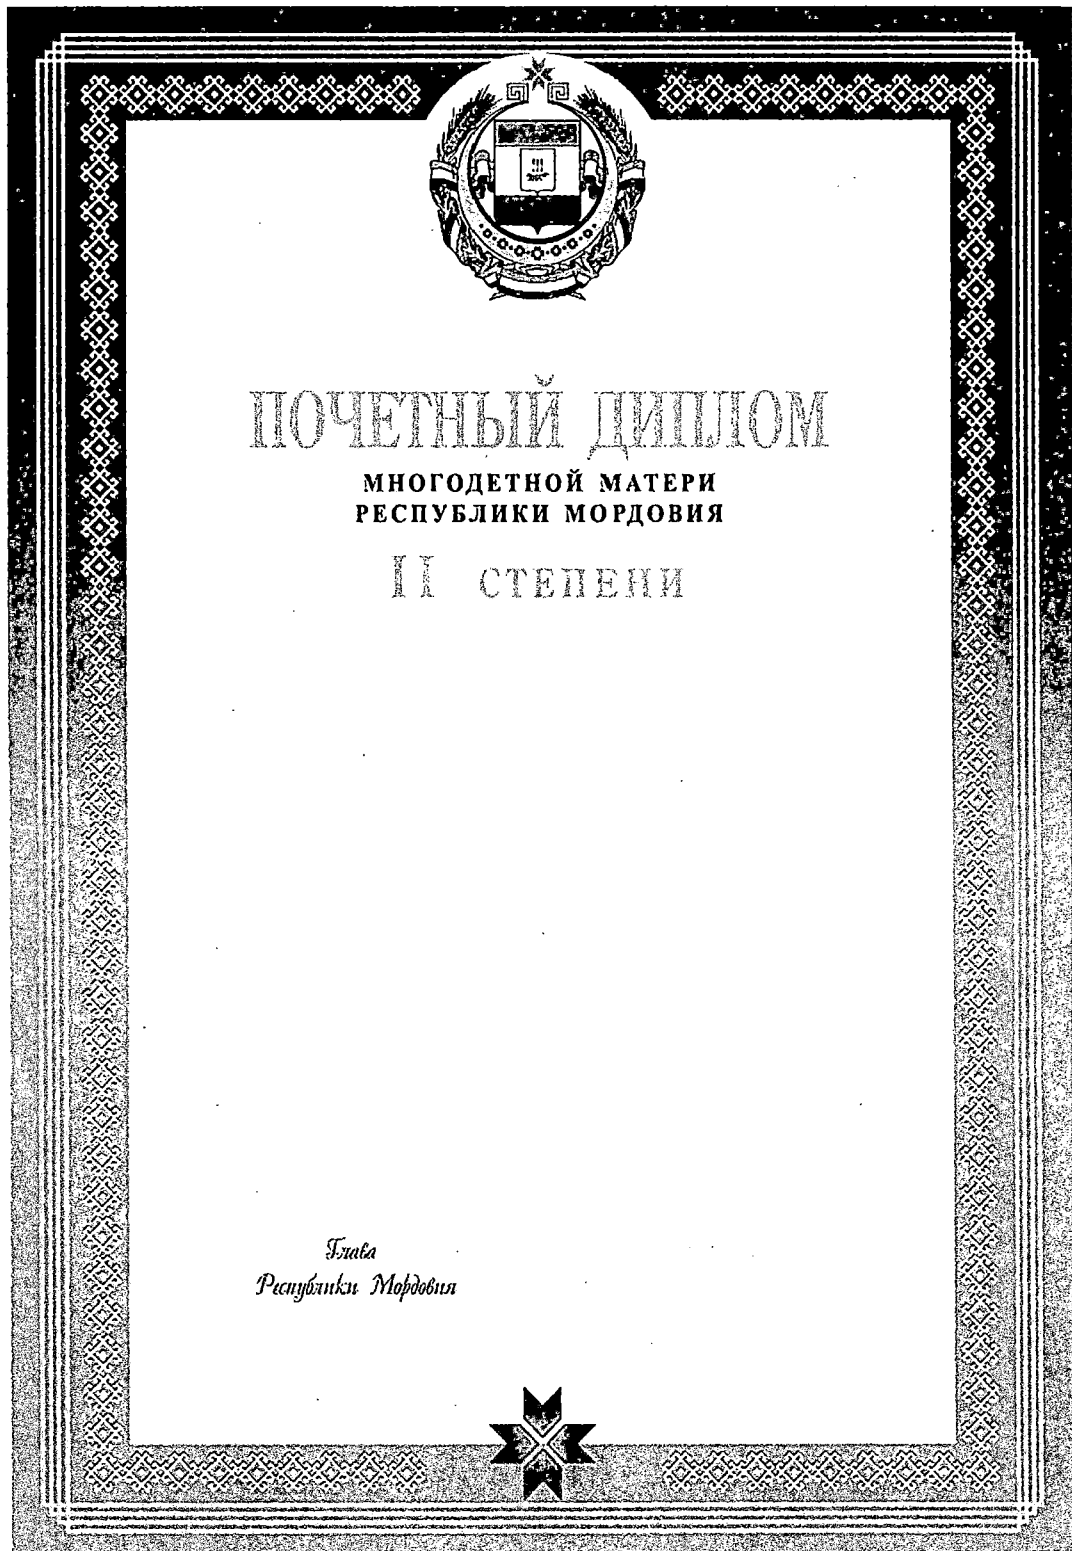 ПОЧЕТНЫЙ ДИПЛОМ
МНОГОДЕТНОЙ МАТЕРИ
РЕСПУБЛИКИ МОРДОВИЯ
II СТЕПЕНИ
Глава
Республики Мордовия